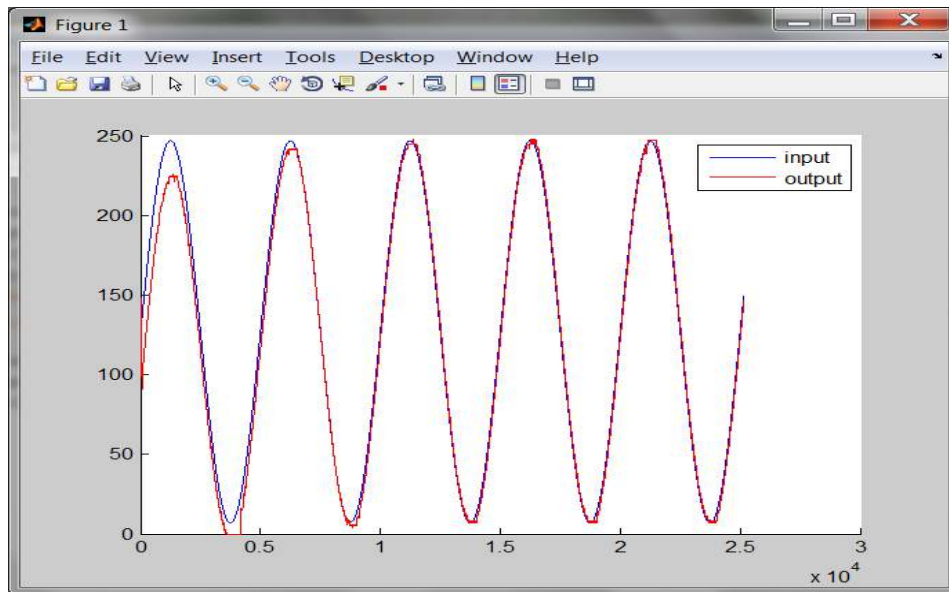 Figure 1
File Edit View Insert Tools Desktop Window Help
250
200
150
100
50
0
input
output
0 0.5 1 1.5 2 2.5 3
x 10^4